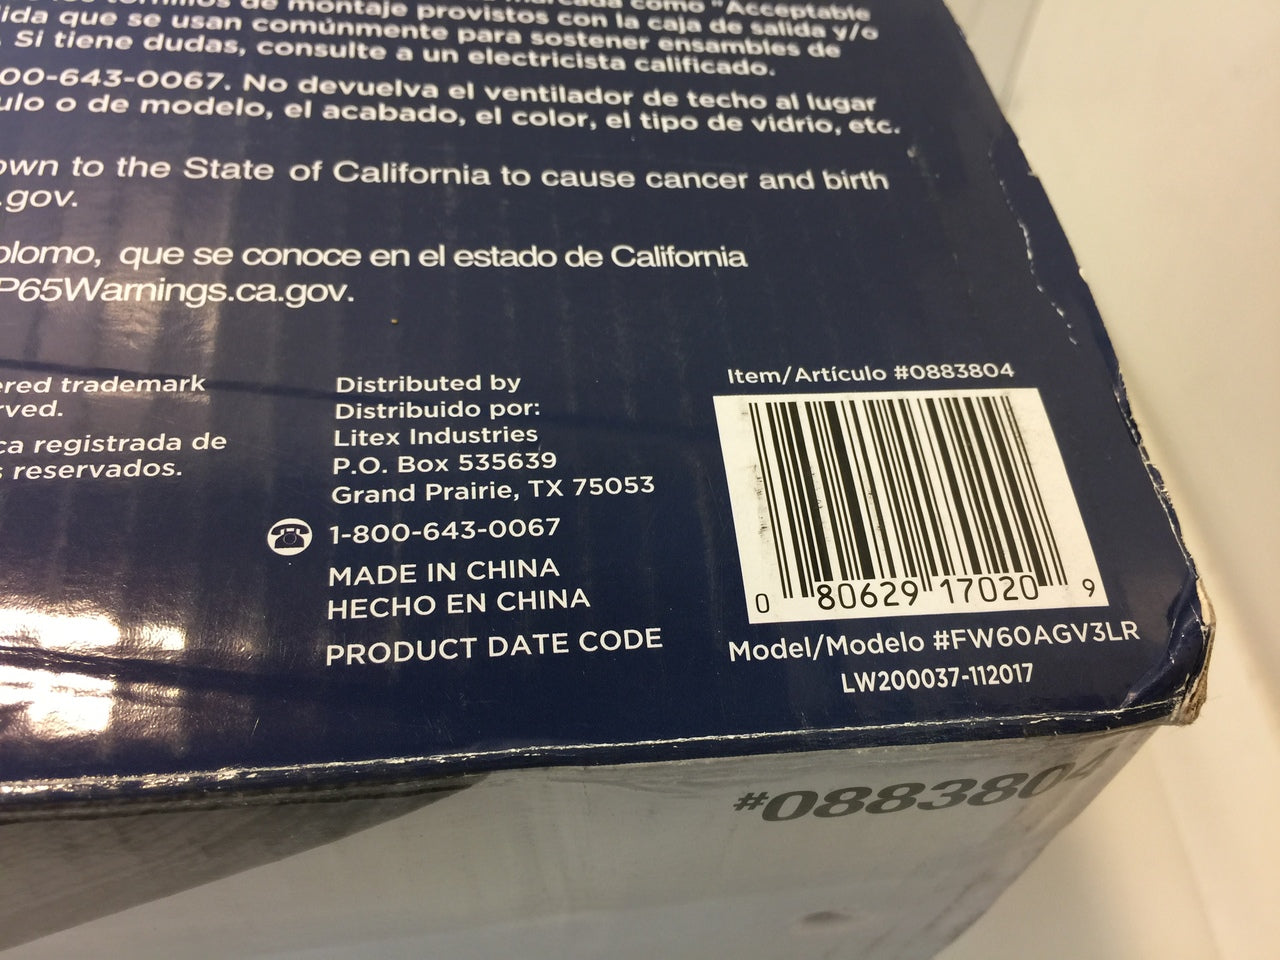 de montaje provistos con la caja de salida y/o
ida que se usan comúnmente para sostener ensambles de
. Si tiene dudas, consulte a un electricista calificado.
00-643-0067. No devuelva el ventilador de techo al lugar
ulo o de modelo, el acabado, el color, el tipo de vidrio, etc.
own to the State of California to cause cancer and birth
.gov.
olomo, que se conoce en el estado de California
P65Warnings.ca.gov.
ered trademark
rved.
ca registrada de
s reservados.
Distributed by
Distribuido por:
Litex Industries
P.O. Box 535639
Grand Prairie, TX 75053
1-800-643-0067
MADE IN CHINA
HECHO EN CHINA
PRODUCT DATE CODE
Item/Artículo #0883804
0 80629 17020 9
Model/Modelo #FW60AGV3LR
LW200037-112017
#0883804